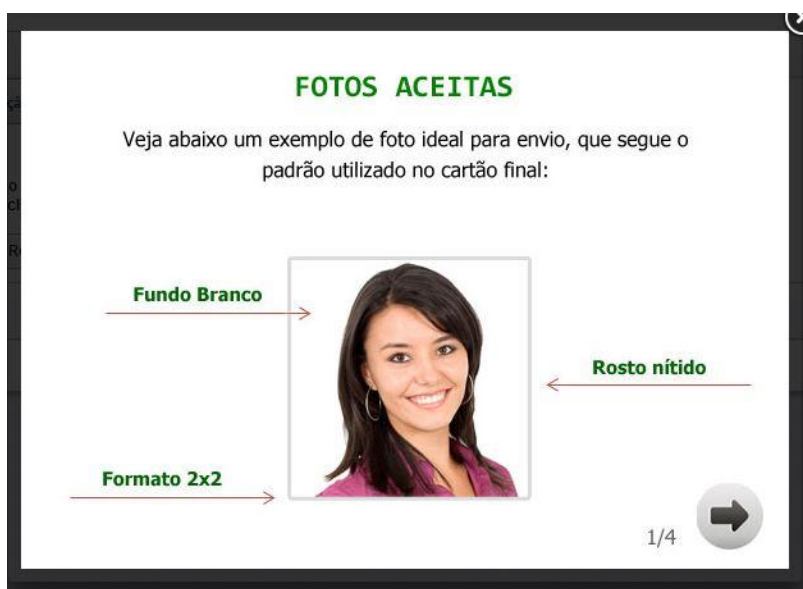 FOTOS ACEITAS
Veja abaixo um exemplo de foto ideal para envio, que segue o
padrão utilizado no cartão final:
Fundo Branco
Rosto nítido
Formato 2x2
1/4